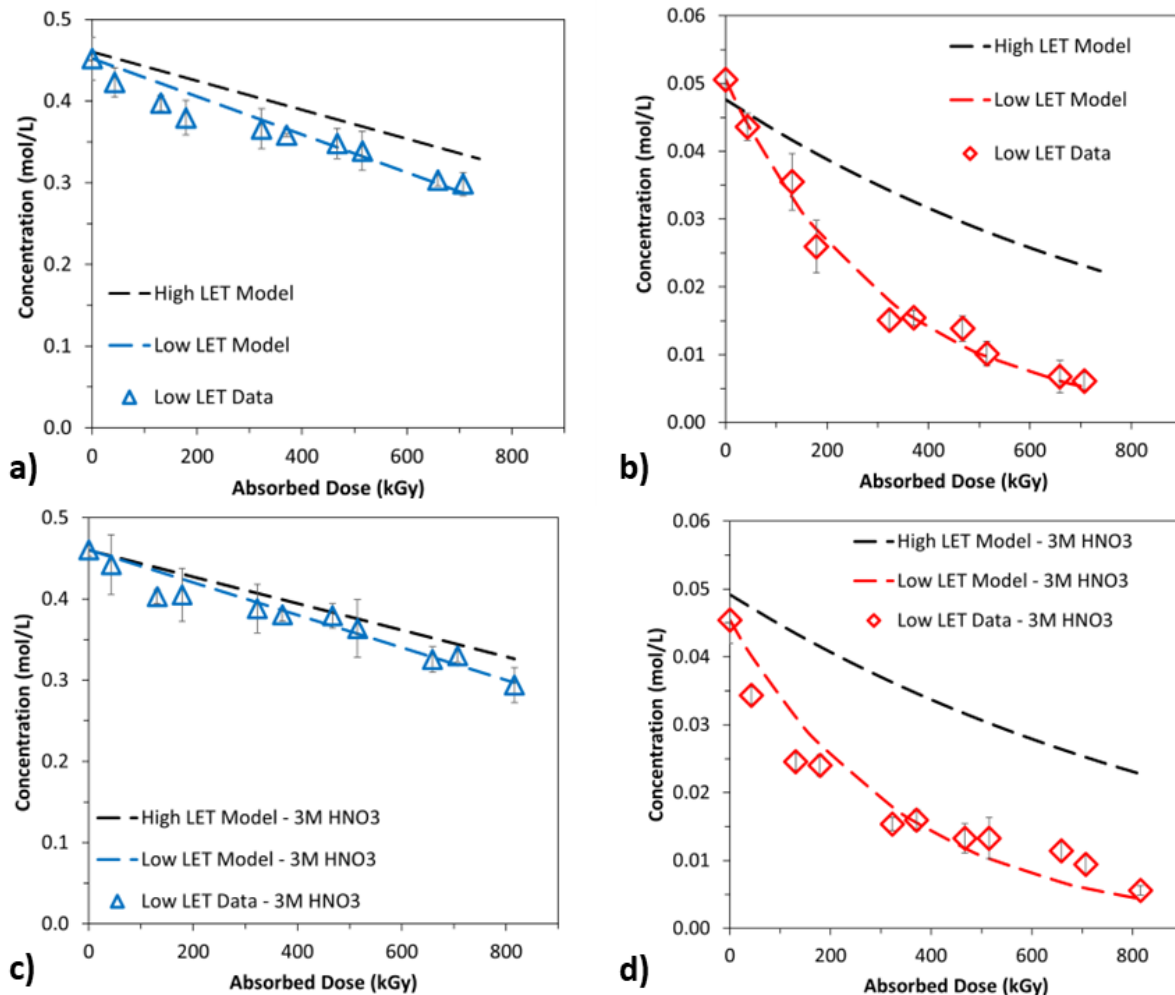 0.5
0.4
0.3
0.2
0.1
0.0
Concentration (mol/L)
High LET Model
Low LET Model
Low LET Data
0
200
400
600
800
Absorbed Dose (kGy)
a)
0.06
0.05
0.04
0.03
0.02
0.01
0.00
Concentration (mol/L)
High LET Model
Low LET Model
Low LET Data
0
200
400
600
800
Absorbed Dose (kGy)
b)
0.5
0.4
0.3
0.2
0.1
0.0
Concentration (mol/L)
High LET Model - 3M HNO3
Low LET Model - 3M HNO3
Low LET Data - 3M HNO3
0
200
400
600
800
Absorbed Dose (kGy)
c)
0.06
0.05
0.04
0.03
0.02
0.01
0.00
Concentration (mol/L)
High LET Model - 3M HNO3
Low LET Model - 3M HNO3
Low LET Data - 3M HNO3
0
200
400
600
800
Absorbed Dose (kGy)
d)